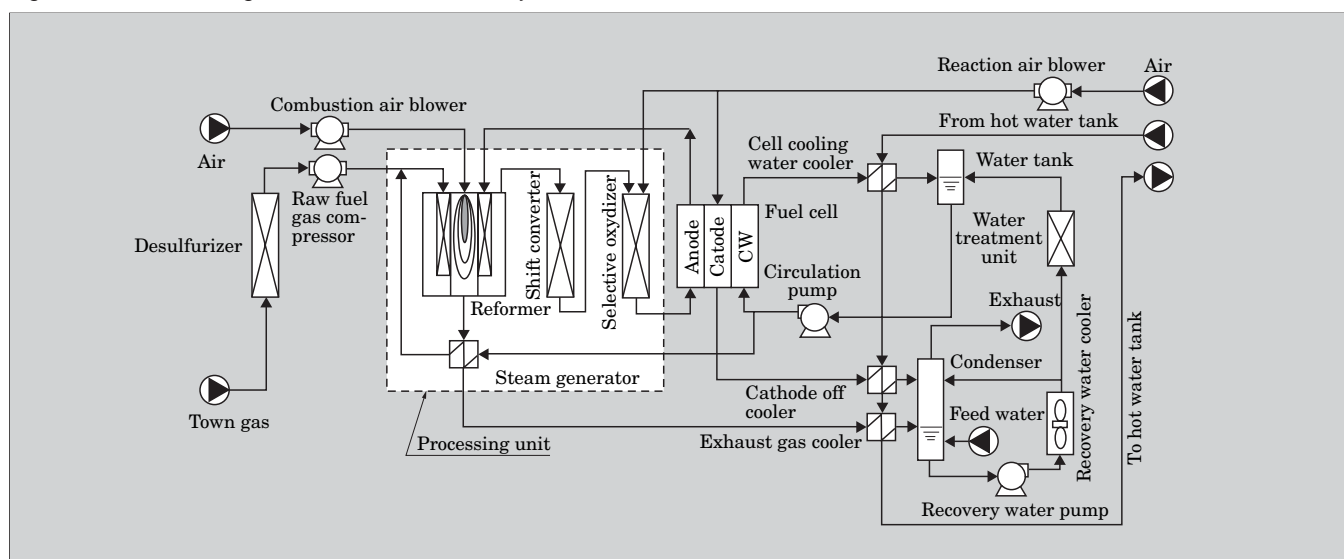 Reaction air blower
Air
Combustion air blower
From hot water tank
Air
Cell cooling
water cooler
Water tank
Raw fuel
gas com-
pressor
Desulfurizer
Shift converter
Selective oxydizer
Anode
Catode
CW
Fuel cell
Water
treatment
unit
Circulation
pump
Reformer
Exhaust
Steam generator
Condenser
Cathode off
cooler
Recovery water cooler
To hot water tank
Town gas
Feed water
Processing unit
Exhaust gas cooler
Recovery water pump